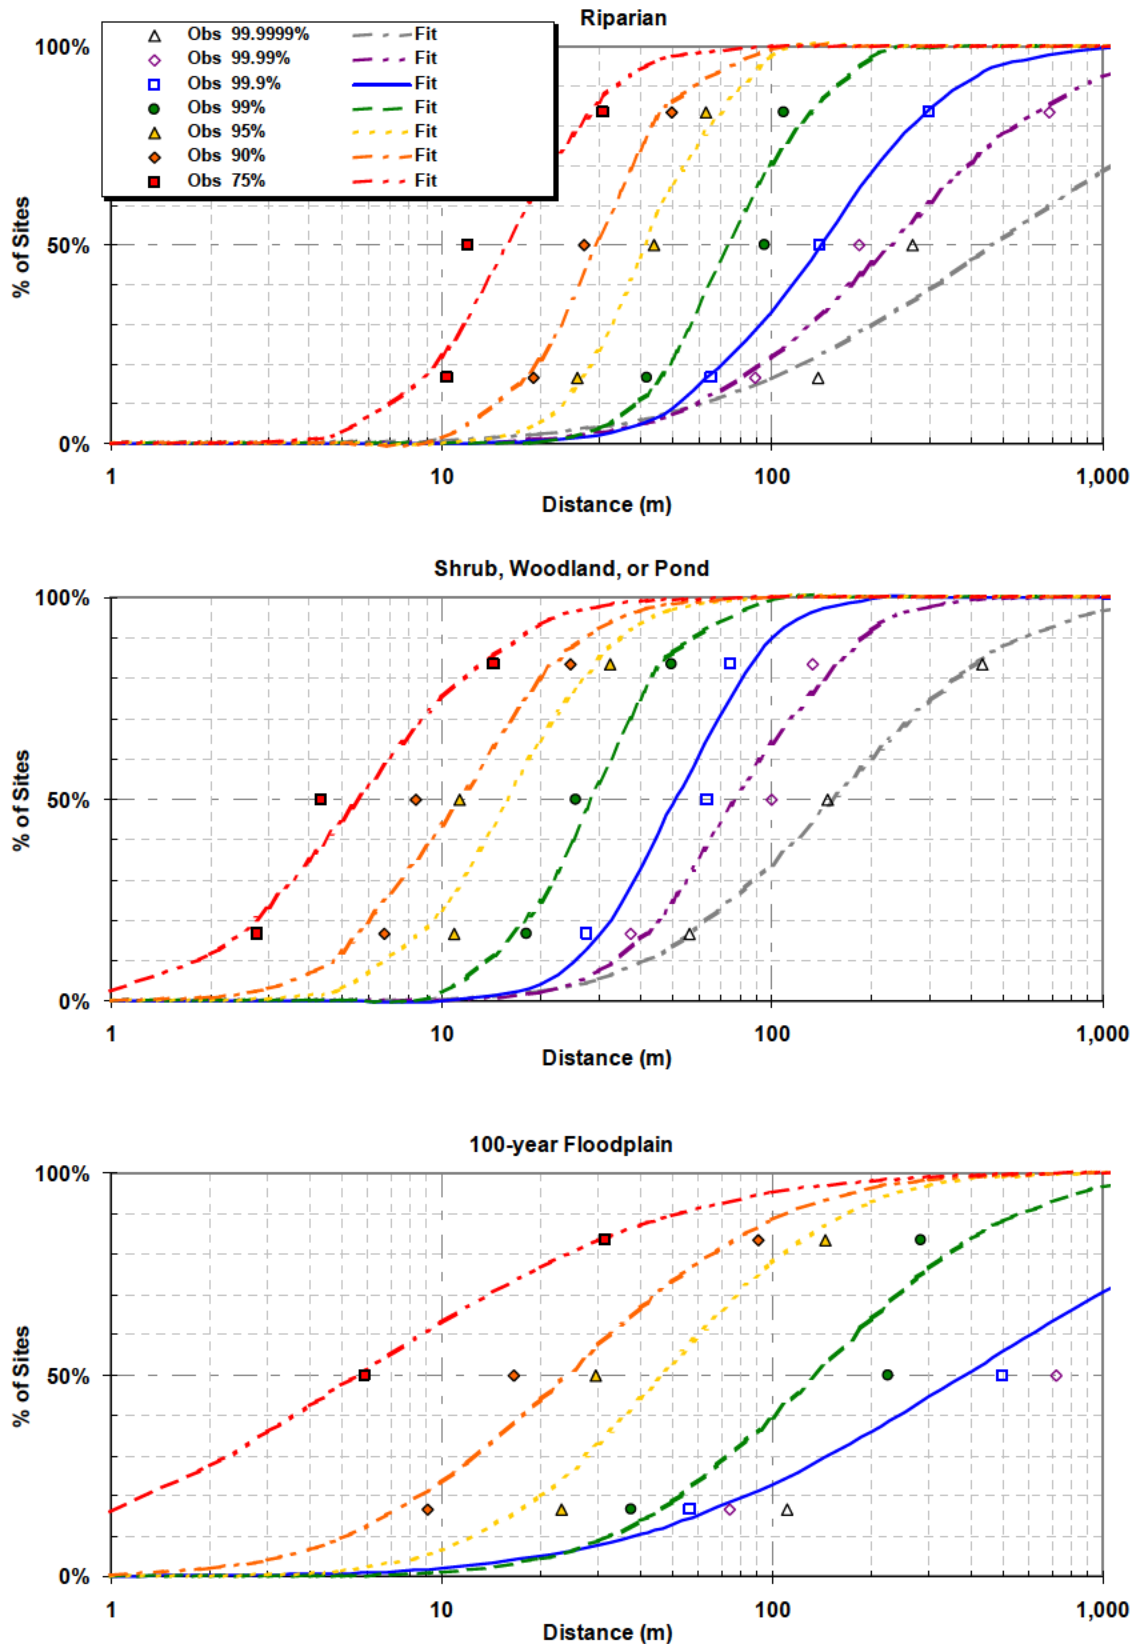 Riparian
Obs 99.9999% Fit
Obs 99.99% Fit
Obs 99.9% Fit
Obs 99% Fit
Obs 95% Fit
Obs 90% Fit
Obs 75% Fit
100%
50%
0%
% of Sites
1 10 100 1,000
Distance (m)
Shrub, Woodland, or Pond
100%
50%
0%
% of Sites
1 10 100 1,000
Distance (m)
100-year Floodplain
100%
50%
0%
% of Sites
1 10 100 1,000
Distance (m)